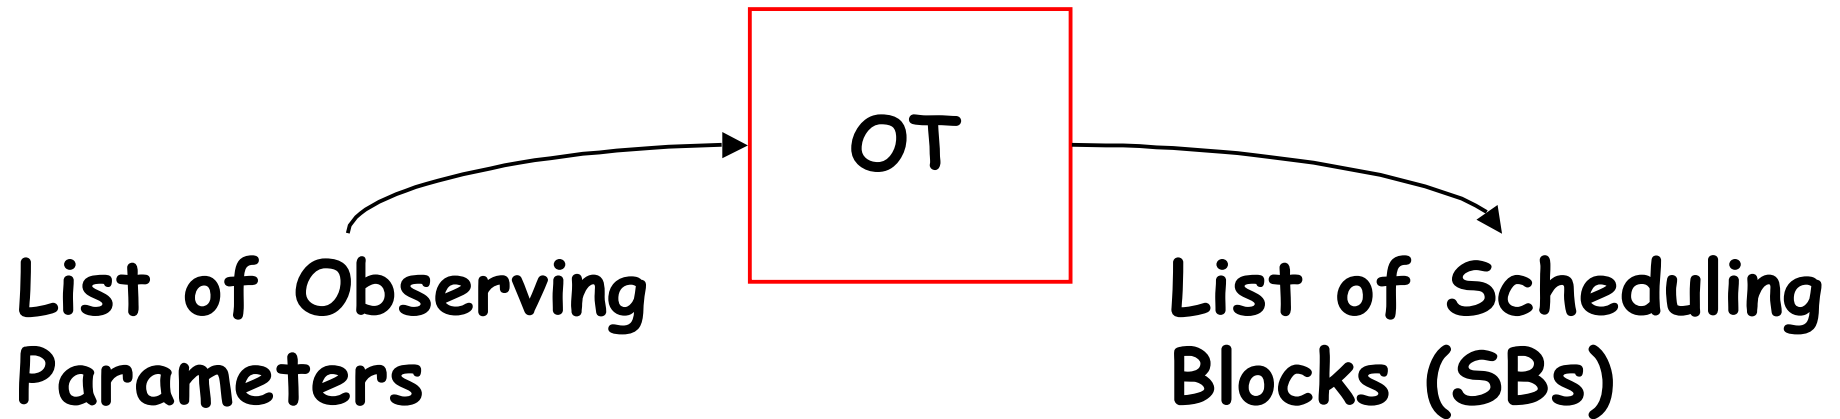 OT
List of Observing
Parameters
List of Scheduling
Blocks (SBs)